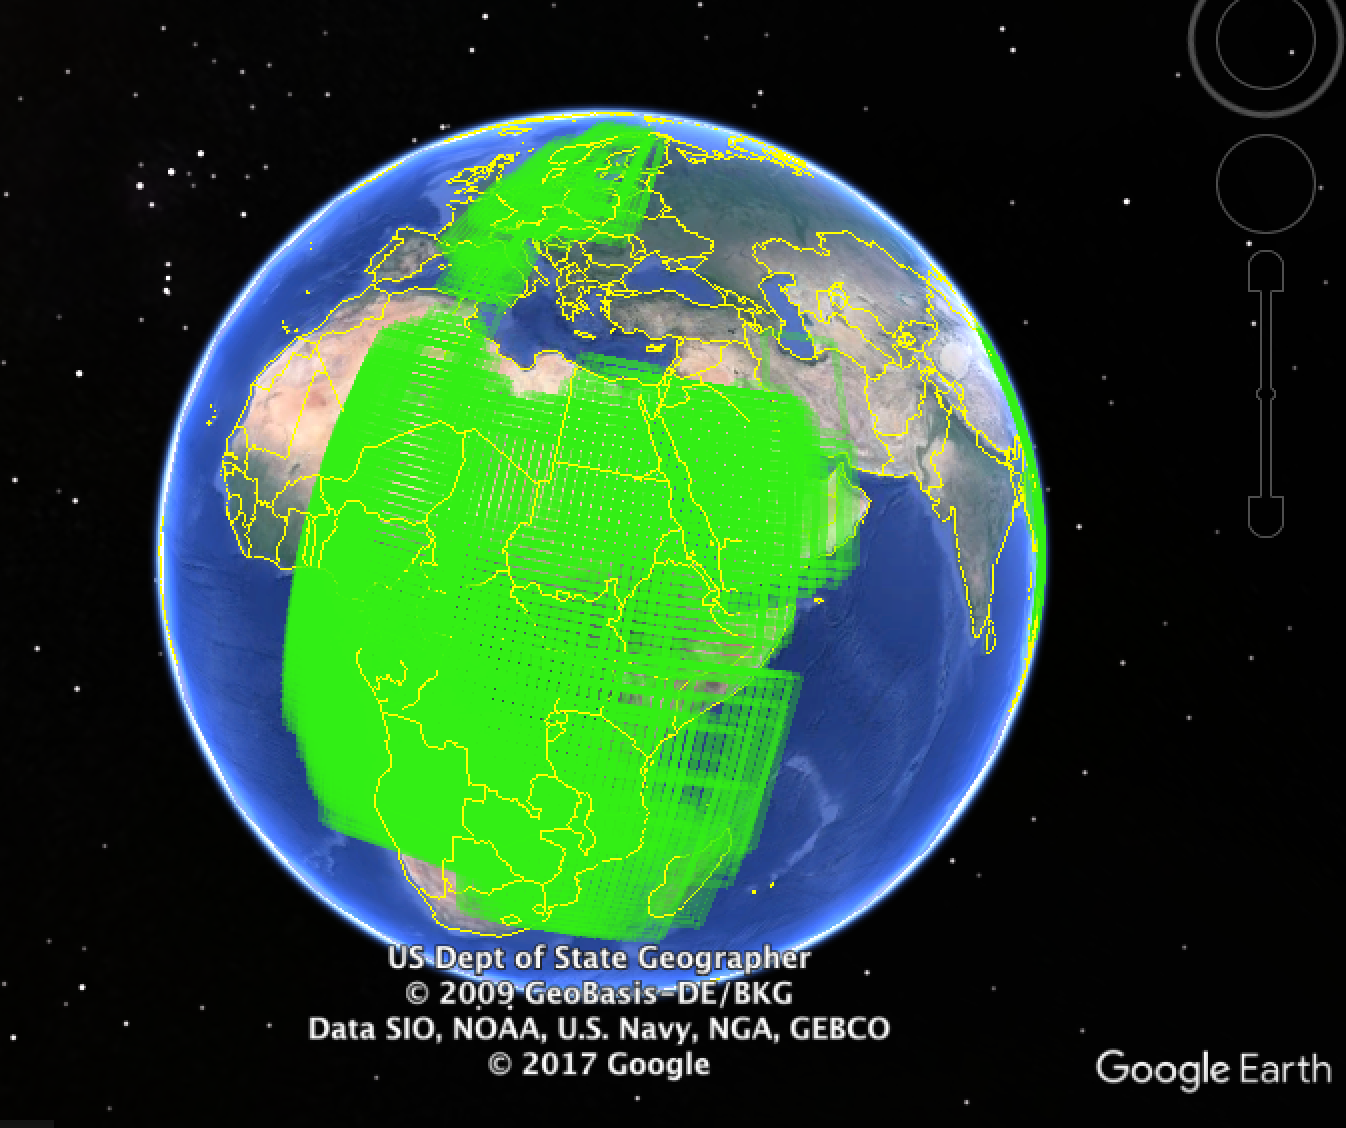 US Dept of State Geographer
© 2009 GeoBasis-DE/BKG
Data SIO, NOAA, U.S. Navy, NGA, GEBCO
© 2017 Google
Google Earth